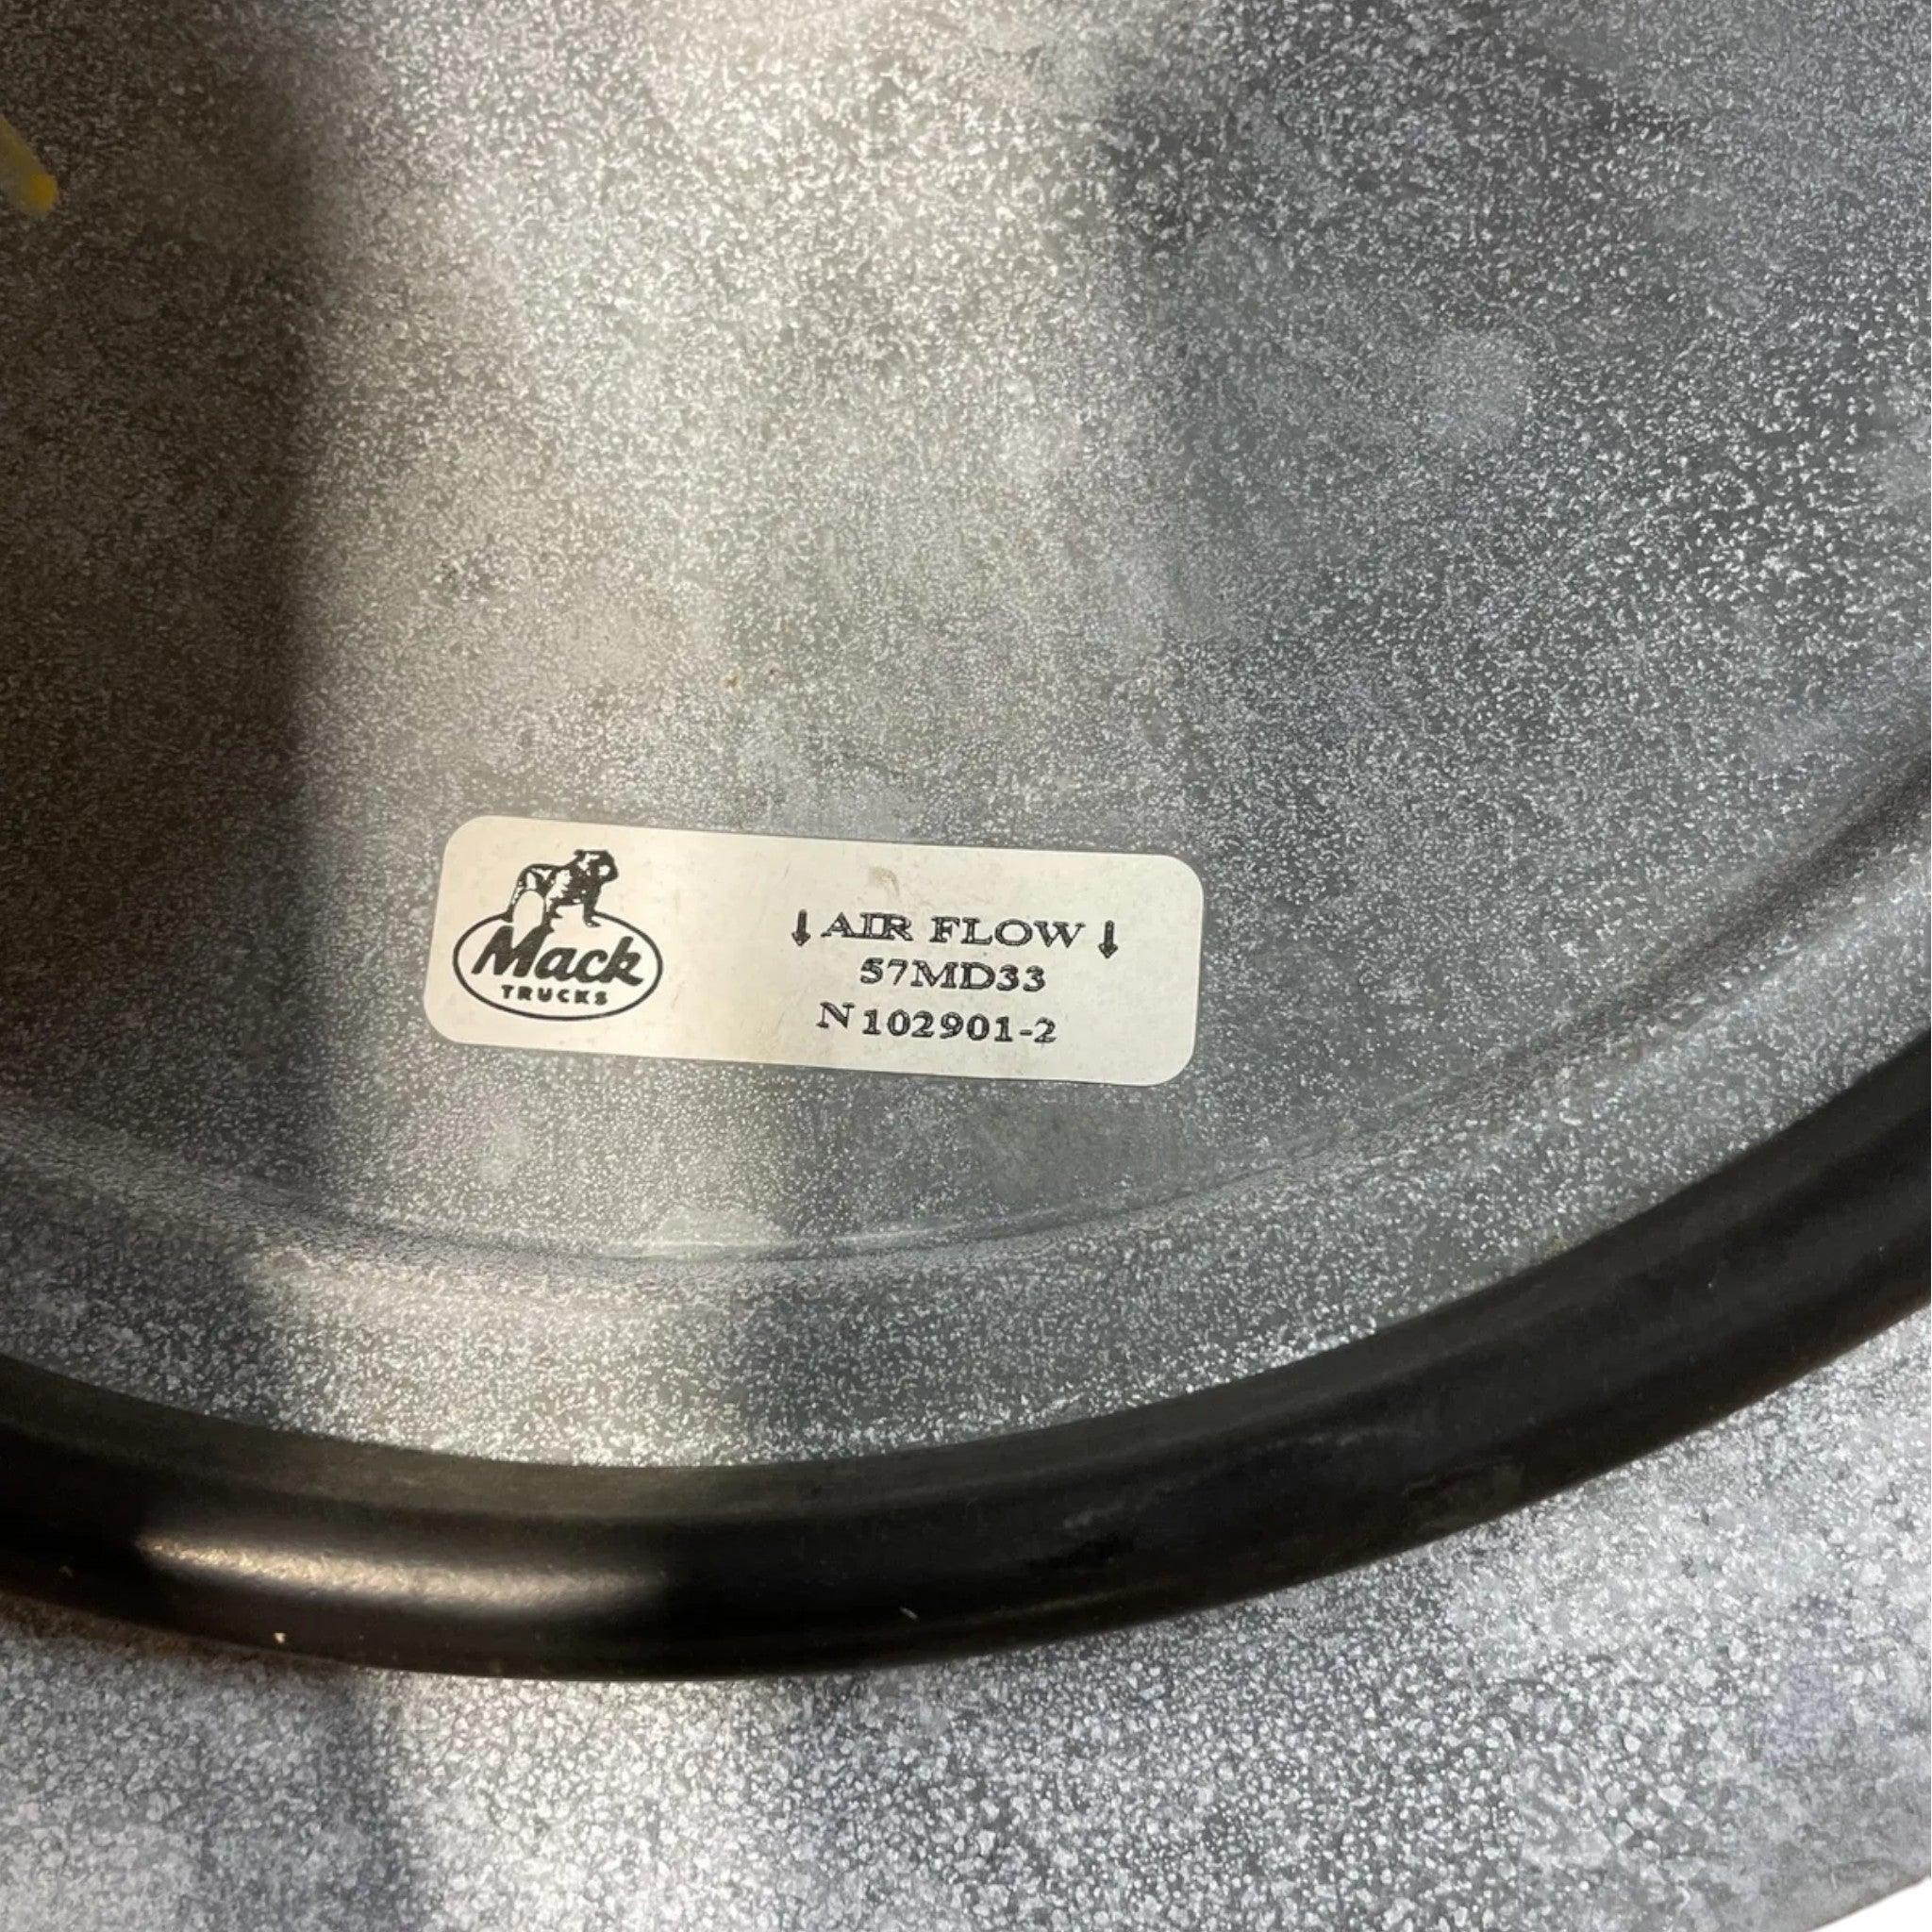 Mack
TRUCKS
AIR FLOW
57MD33
N102901-2